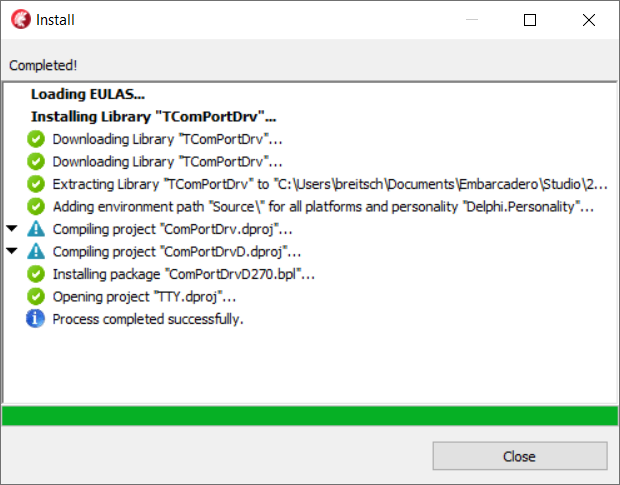 Install
Completed!
Loading EULAS...
Installing Library "TComPortDrv"...
Downloading Library "TComPortDrv"...
Downloading Library "TComPortDrv"...
Extracting Library "TComPortDrv" to "C:\Users\breitsch\Documents\Embarcadero\Studio\2...
Adding environment path "Source\" for all platforms and personality "Delphi.Personality"...
Compiling project "ComPortDrv.dproj"...
Compiling project "ComPortDrvD.dproj"...
Installing package "ComPortDrvD270.bpl"...
Opening project "TTY.dproj"...
Process completed successfully.
Close